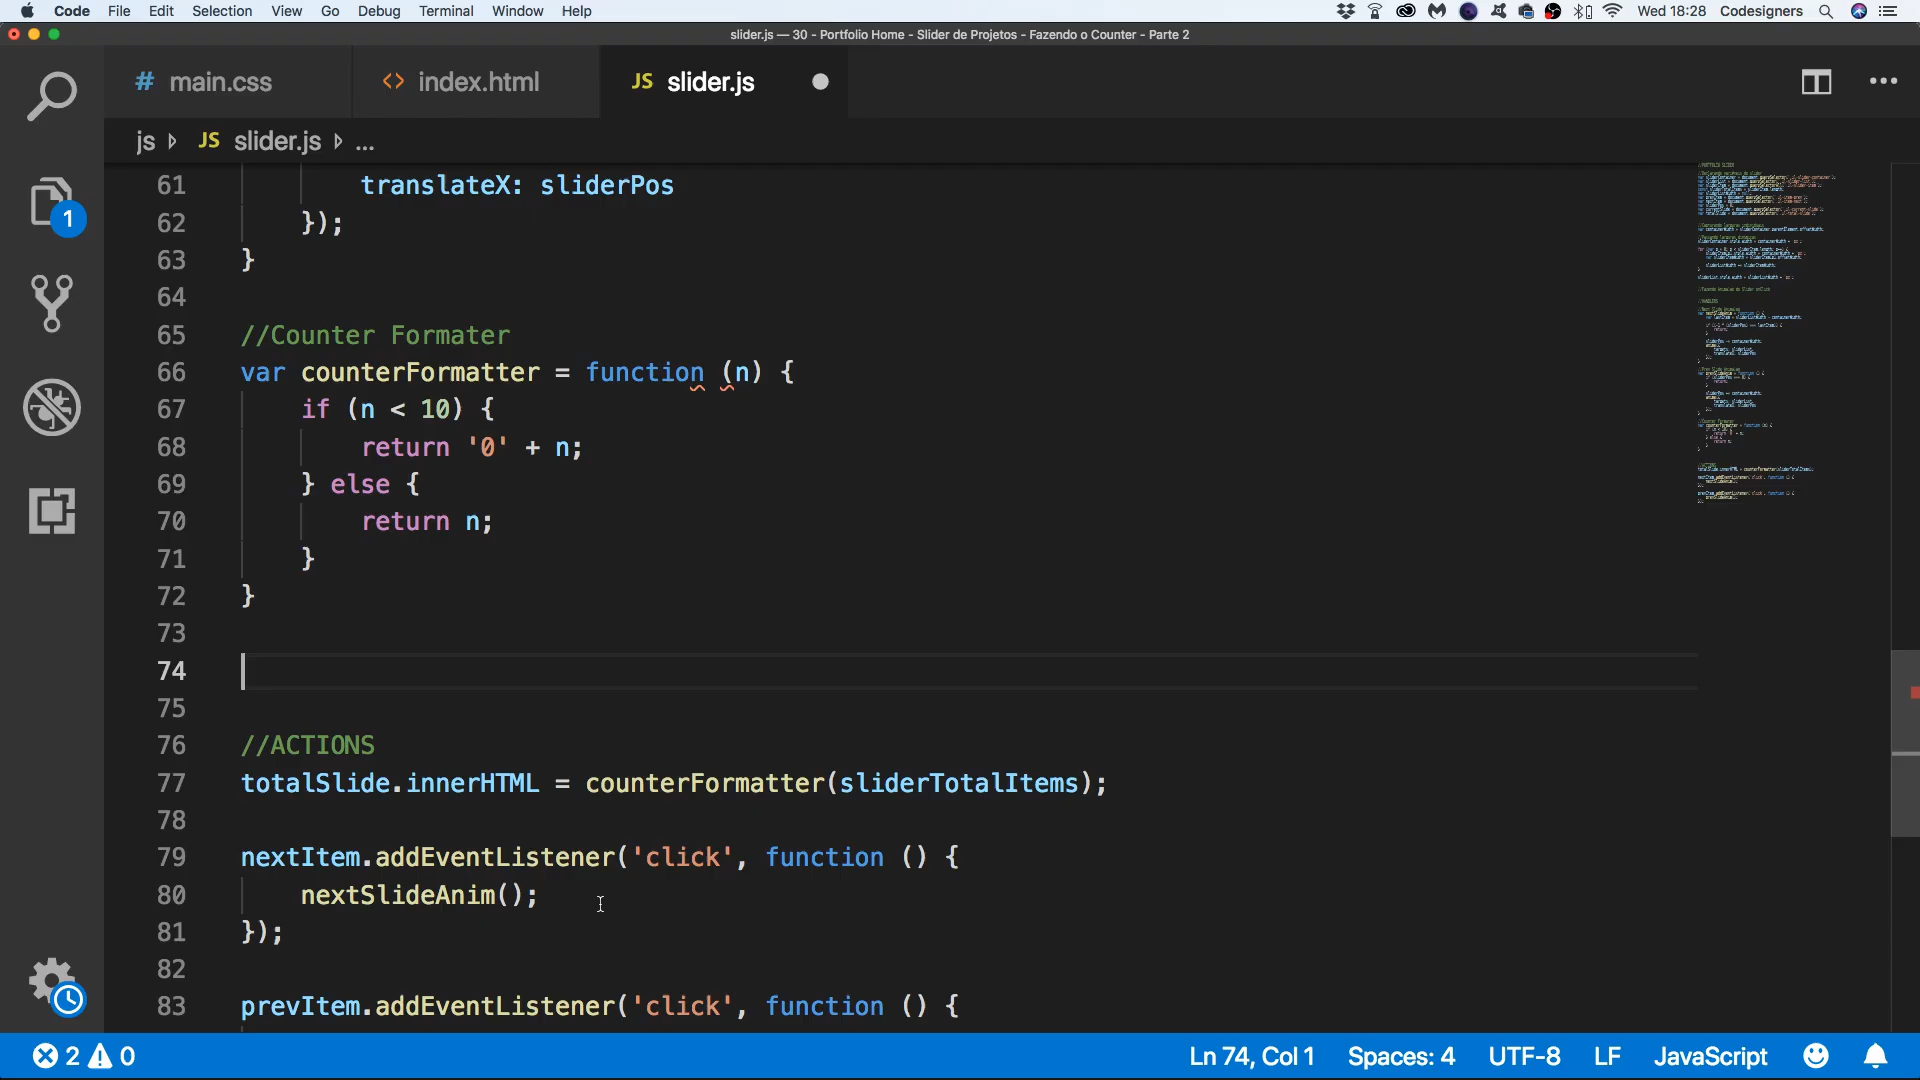 Code File Edit Selection View Go Debug Terminal Window Help Wed 18:28 Codesigners
slider.js — 30 - Portfolio Home - Slider de Projetos - Fazendo o Counter - Parte 2
# main.css <> index.html JS slider.js
js JS slider.js ...
61 translateX: sliderPos
62 });
63 }
64
65 //Counter Formater
66 var counterFormatter = function (n) {
67 if (n < 10) {
68 return '0' + n;
69 } else {
70 return n;
71 }
72 }
73
74
75
76 //ACTIONS
77 totalSlide.innerHTML = counterFormatter(sliderTotalItems);
78
79 nextItem.addEventListener('click', function () {
80 nextSlideAnim();
81 });
82
83 prevItem.addEventListener('click', function () {
1
2 0 Ln 74, Col 1 Spaces: 4 UTF-8 LF JavaScript